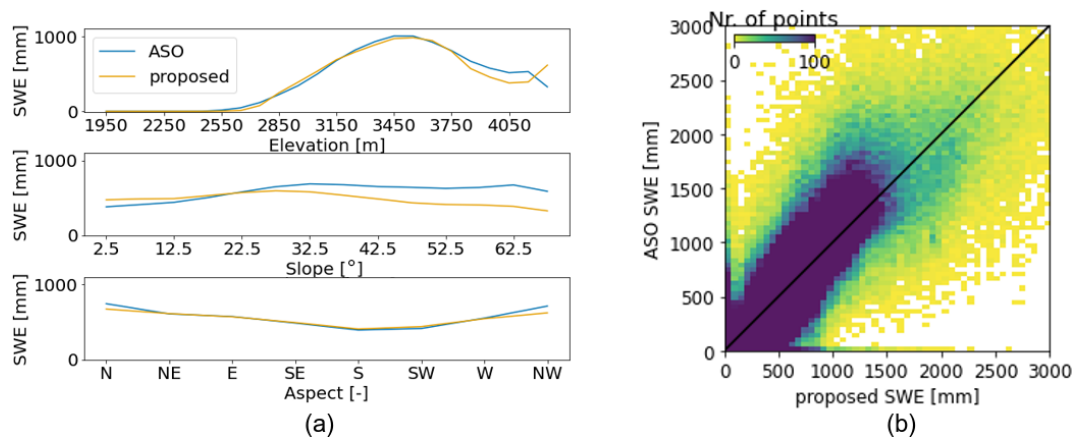 SWE [mm]
1000
0
ASO
proposed
1950 2250 2550 2850 3150 3450 3750 4050
Elevation [m]
SWE [mm]
1000
0
2.5 12.5 22.5 32.5 42.5 52.5 62.5
Slope [°]
SWE [mm]
1000
0
N NE E SE S SW W NW
Aspect [-]
(a)
Nr. of points
0 100
ASO SWE [mm]
3000
2500
2000
1500
1000
500
0
0 500 1000 1500 2000 2500 3000
proposed SWE [mm]
(b)